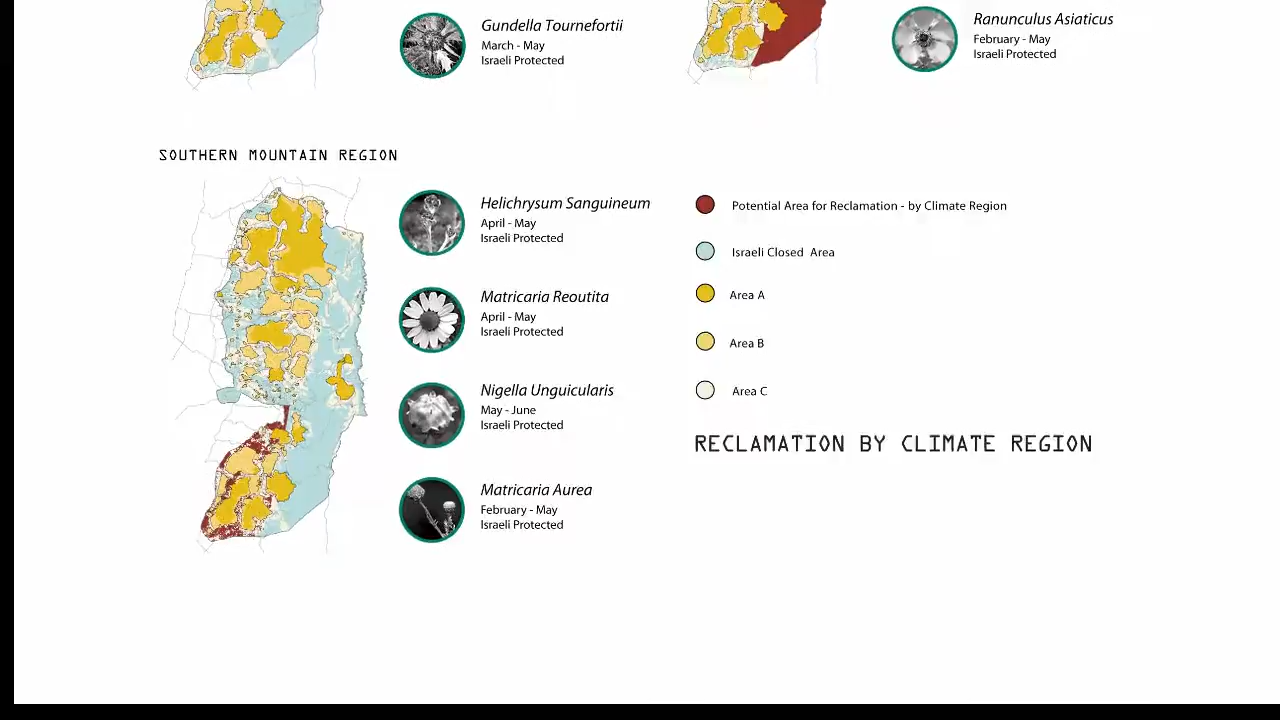 Gundella Tournefortii
March - May
Israeli Protected
Ranunculus Asiaticus
February - May
Israeli Protected
SOUTHERN MOUNTAIN REGION
Helichrysum Sanguineum
April - May
Israeli Protected
Matricaria Reoutita
April - May
Israeli Protected
Nigella Unguicularis
May - June
Israeli Protected
Matricaria Aurea
February - May
Israeli Protected
Potential Area for Reclamation - by Climate Region
Israeli Closed Area
Area A
Area B
Area C
RECLAMATION BY CLIMATE REGION